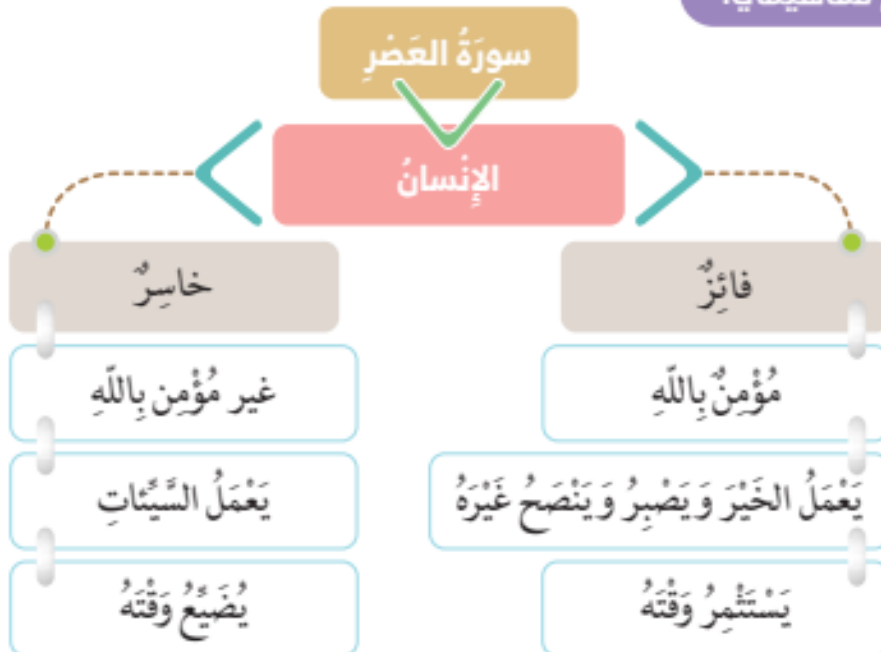 سورَةُ العَصْرِ
الإِنْسانُ
فائِزٌ
خاسِرٌ
مُؤْمِنٌ بِاللّهِ
غير مُؤْمِن بِاللّهِ
يَعْمَلُ الخَيْرَ وَ يَصْبِرُ وَ يَنْصَحُ غَيْرَهُ
يَعْمَلُ السَّيِّئاتِ
يَسْتَثْمِرُ وَقْتَهُ
يُضَيِّعُ وَقْتَهُ